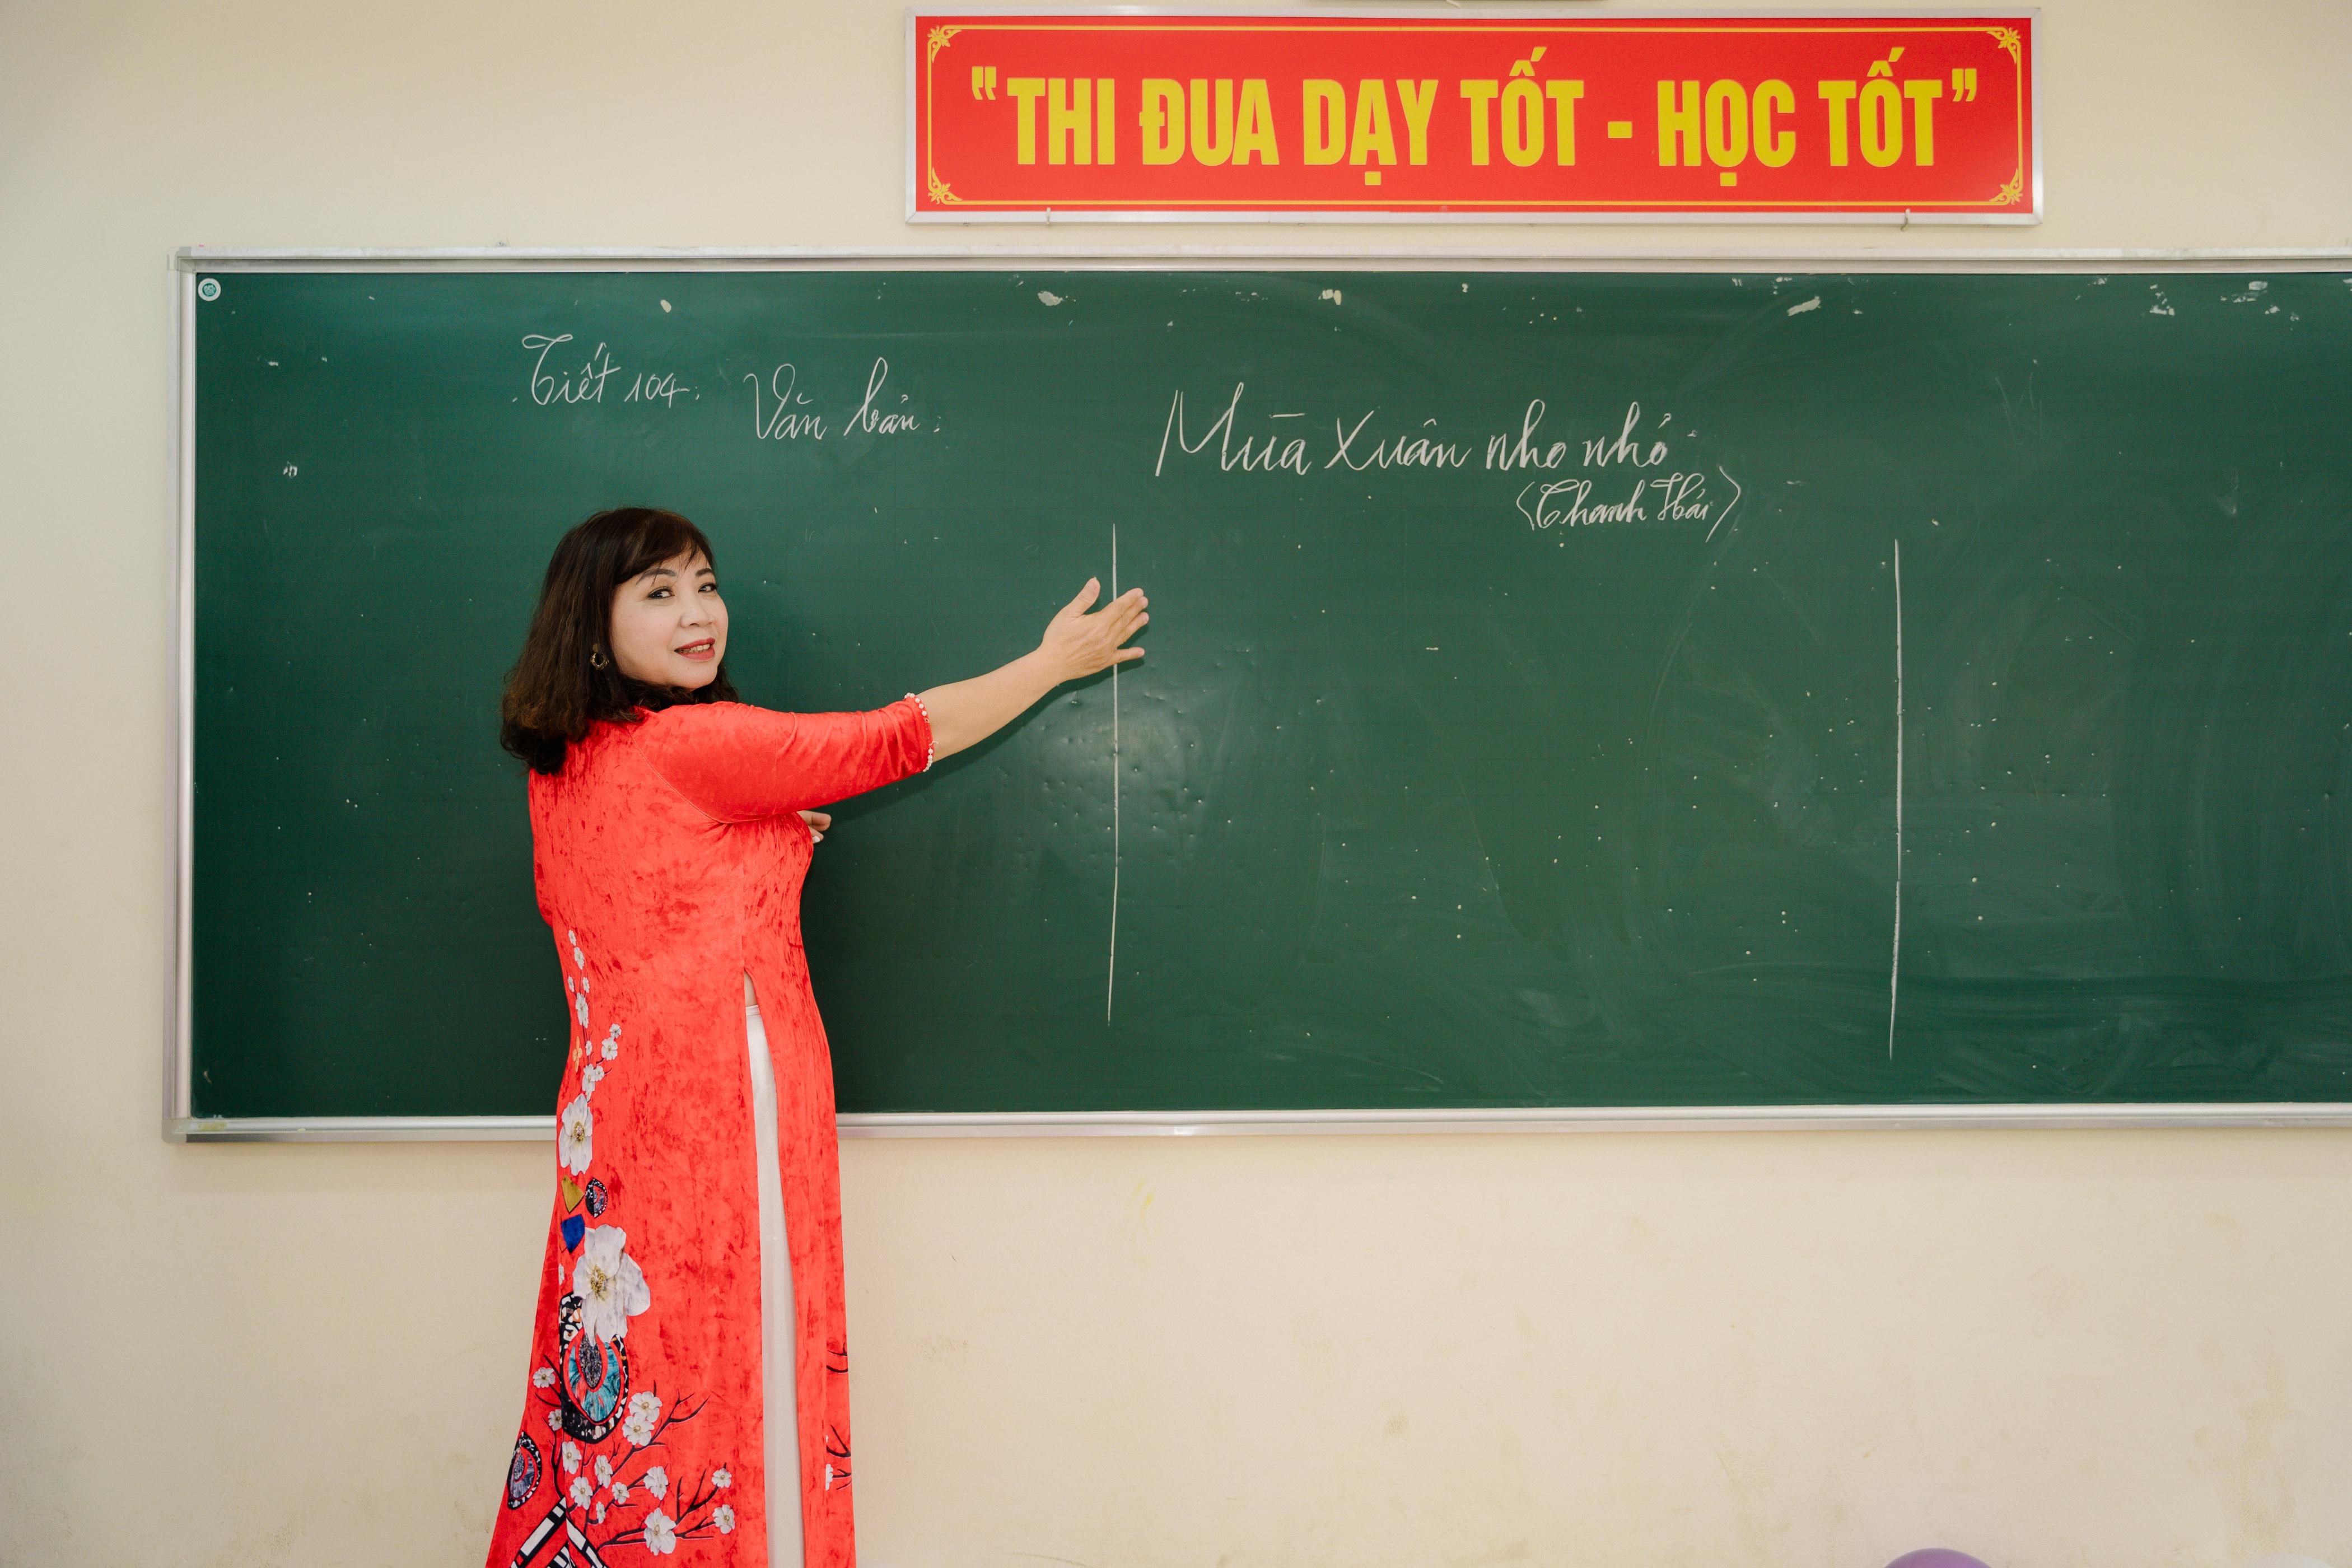 "THI ĐUA DẠY TỐT - HỌC TỐT"
Tiết 104: Văn bản:
Mùa Xuân nho nhỏ
(Thanh Hải)